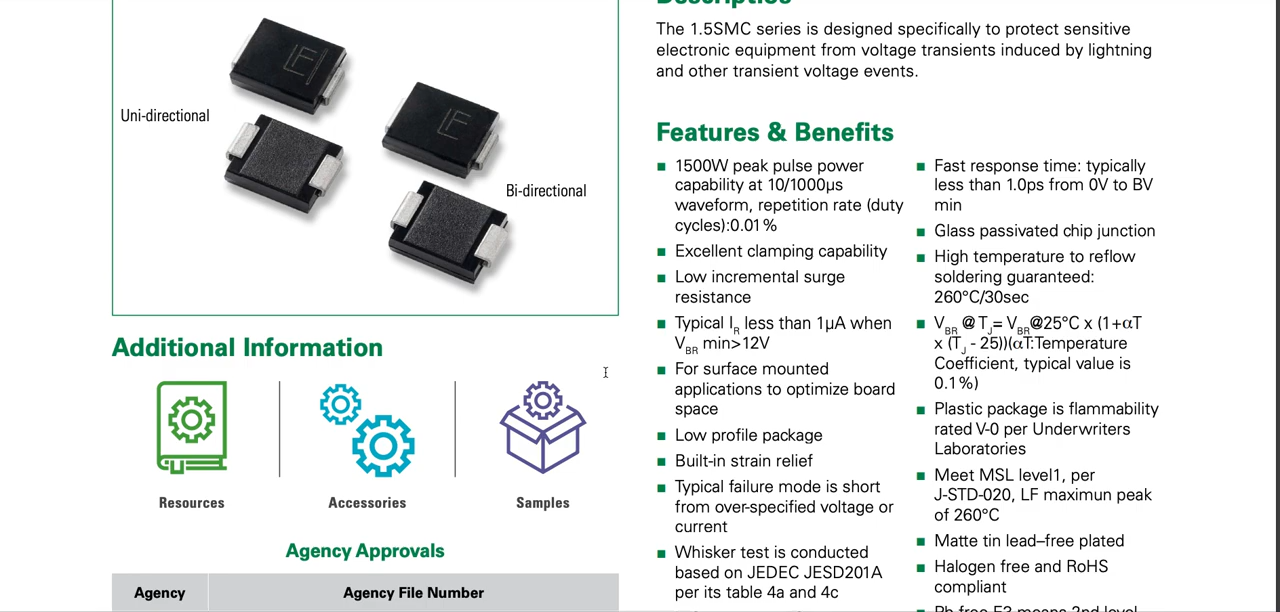 Description
The 1.5SMC series is designed specifically to protect sensitive
electronic equipment from voltage transients induced by lightning
and other transient voltage events.
LF
LF
Uni-directional
Bi-directional
Features & Benefits
1500W peak pulse power
capability at 10/1000µs
waveform, repetition rate (duty
cycles):0.01%
Excellent clamping capability
Low incremental surge
resistance
Typical IR less than 1µA when
VBR min>12V
For surface mounted
applications to optimize board
space
Low profile package
Built-in strain relief
Typical failure mode is short
from over-specified voltage or
current
Whisker test is conducted
based on JEDEC JESD201A
per its table 4a and 4c
Fast response time: typically
less than 1.0ps from 0V to BV
min
Glass passivated chip junction
High temperature to reflow
soldering guaranteed:
260°C/30sec
VBR @TJ= VBR@25°C x (1+αT
x (TJ - 25))(αT:Temperature
Coefficient, typical value is
0.1%)
Plastic package is flammability
rated V-0 per Underwriters
Laboratories
Meet MSL level1, per
J-STD-020, LF maximun peak
of 260°C
Matte tin lead–free plated
Halogen free and RoHS
compliant
Pb-free E3 means 2nd level
Additional Information
Resources
Accessories
Samples
Agency Approvals
Agency
Agency File Number